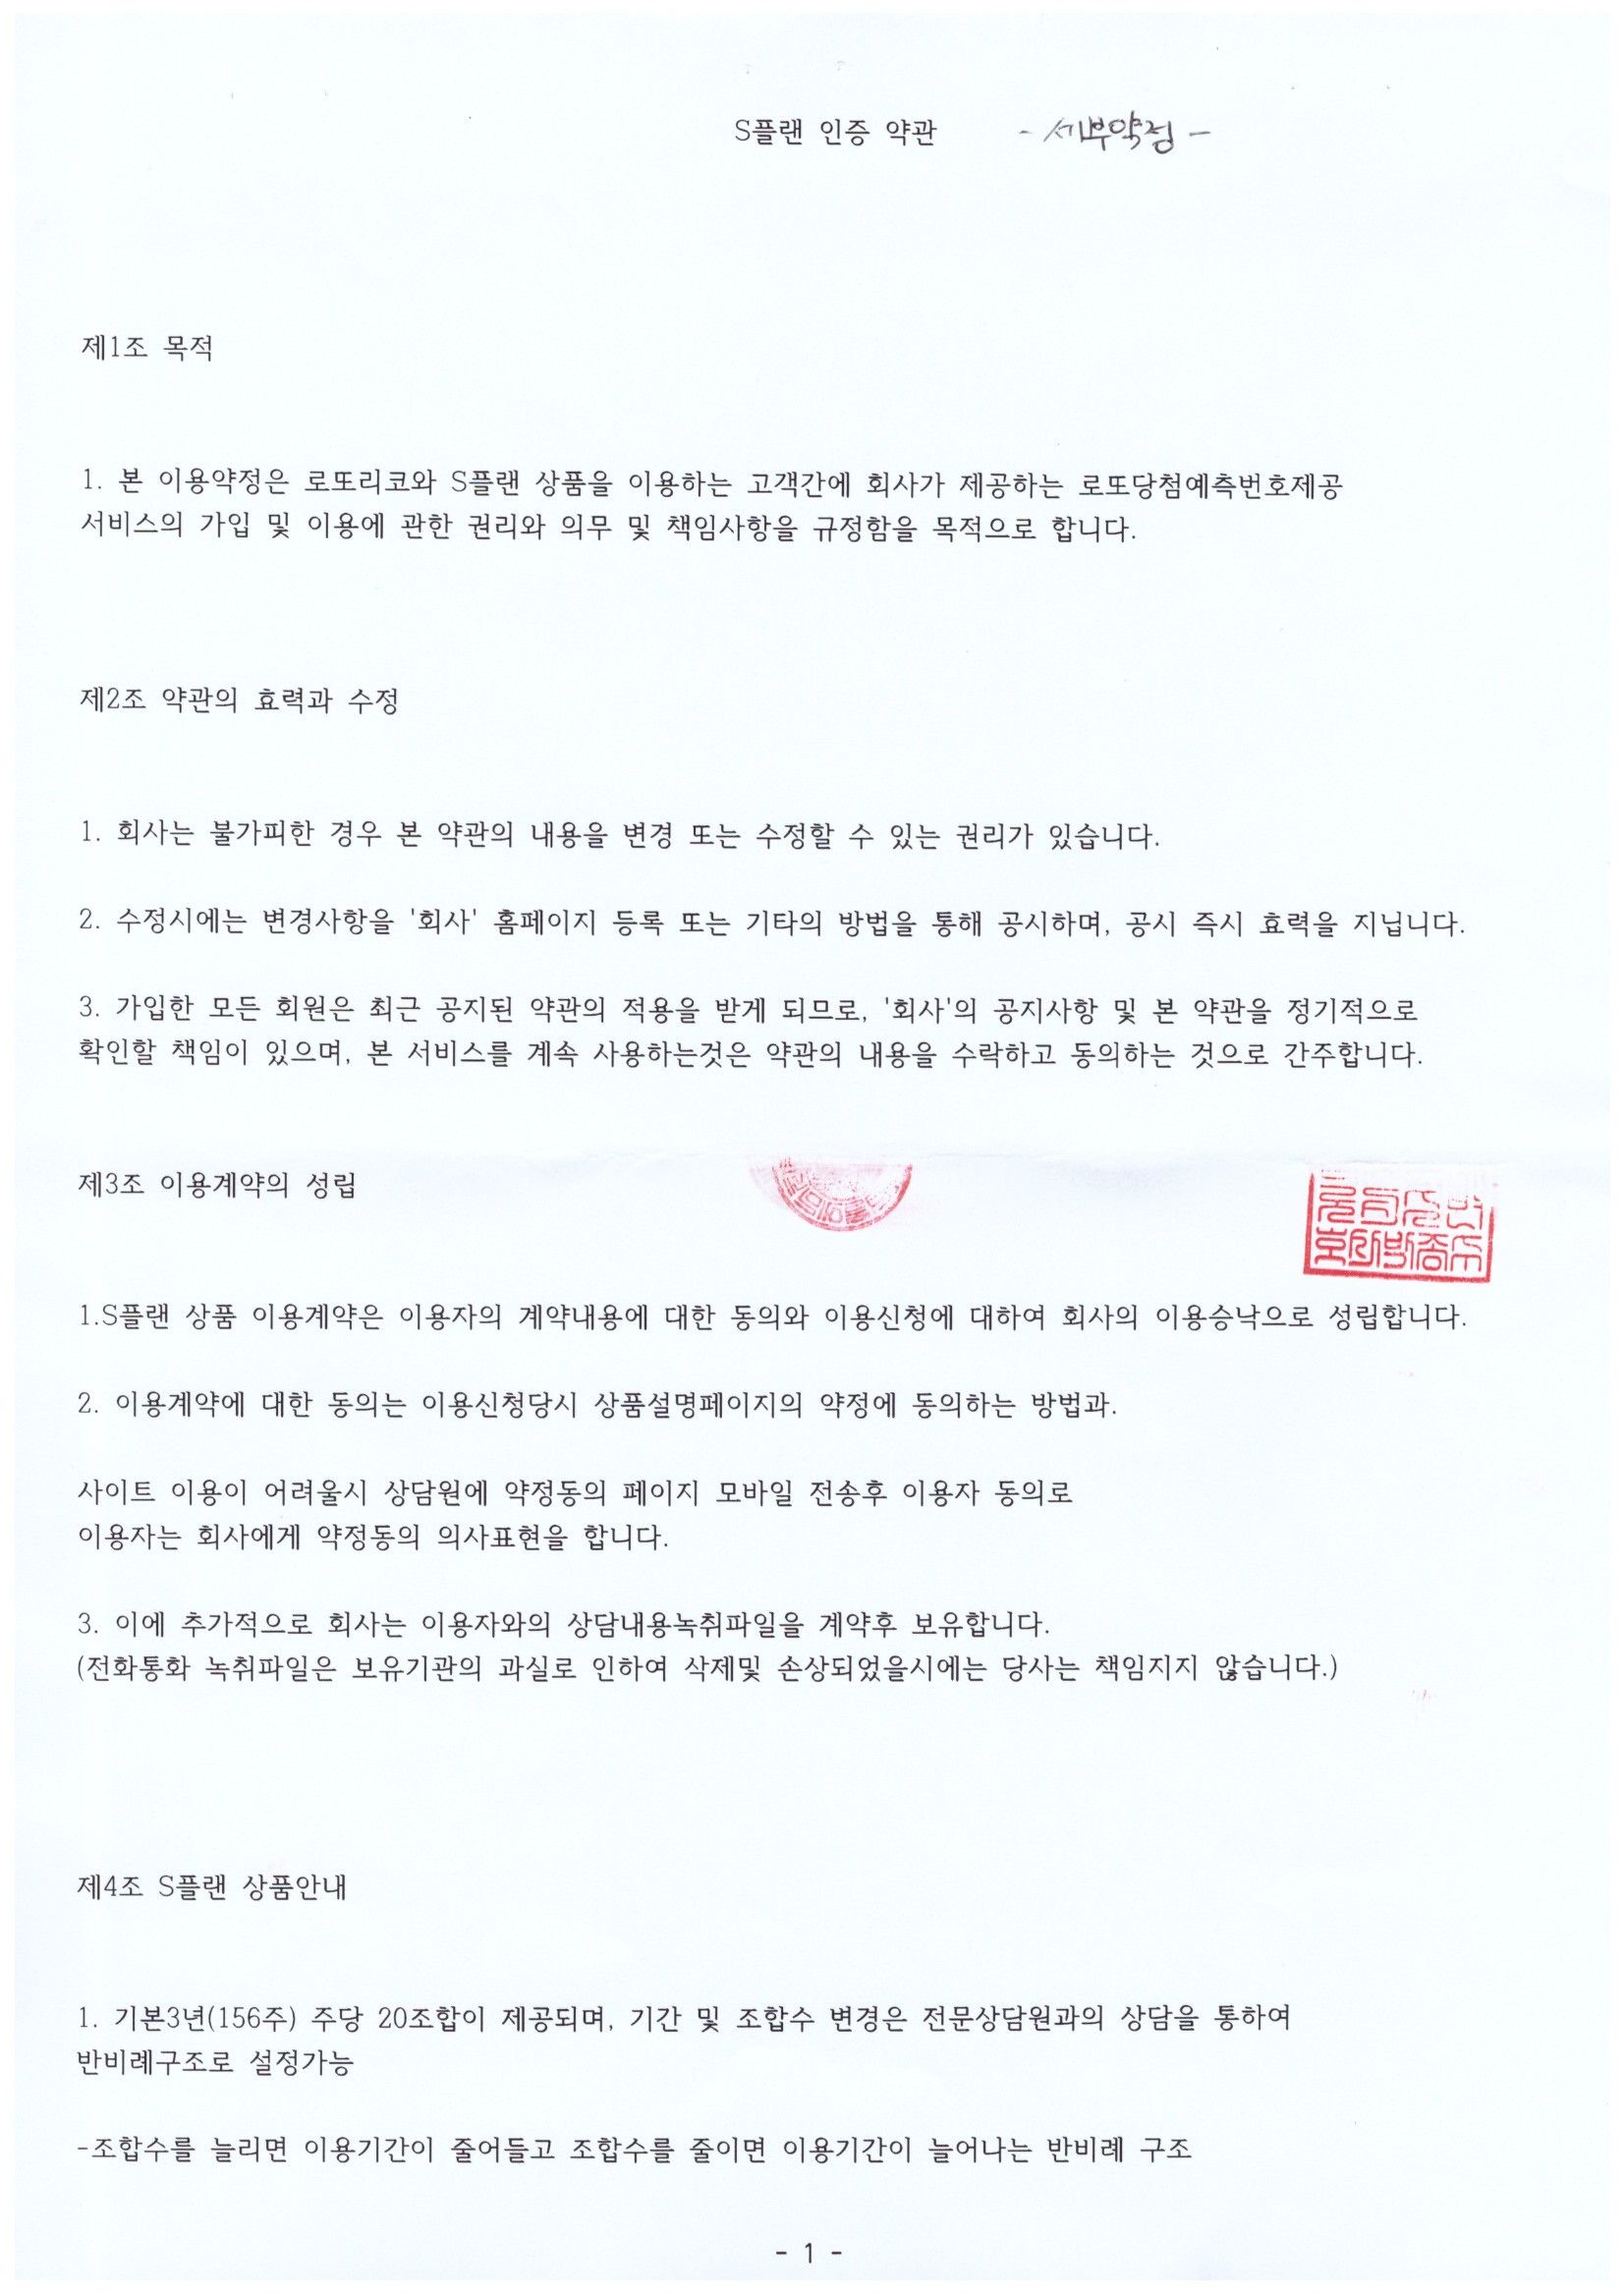 S플랜 인증 약관 - 세부약정 -
제1조 목적
1. 본 이용약정은 로또리코와 S플랜 상품을 이용하는 고객간에 회사가 제공하는 로또당첨예측번호제공
서비스의 가입 및 이용에 관한 권리와 의무 및 책임사항을 규정함을 목적으로 합니다.
제2조 약관의 효력과 수정
1. 회사는 불가피한 경우 본 약관의 내용을 변경 또는 수정할 수 있는 권리가 있습니다.
2. 수정시에는 변경사항을 '회사' 홈페이지 등록 또는 기타의 방법을 통해 공시하며, 공시 즉시 효력을 지닙니다.
3. 가입한 모든 회원은 최근 공지된 약관의 적용을 받게 되므로, '회사'의 공지사항 및 본 약관을 정기적으로
확인할 책임이 있으며, 본 서비스를 계속 사용하는것은 약관의 내용을 수락하고 동의하는 것으로 간주합니다.
제3조 이용계약의 성립
1.S플랜 상품 이용계약은 이용자의 계약내용에 대한 동의와 이용신청에 대하여 회사의 이용승낙으로 성립합니다.
2. 이용계약에 대한 동의는 이용신청당시 상품설명페이지의 약정에 동의하는 방법과.
사이트 이용이 어려울시 상담원에 약정동의 페이지 모바일 전송후 이용자 동의로
이용자는 회사에게 약정동의 의사표현을 합니다.
3. 이에 추가적으로 회사는 이용자와의 상담내용녹취파일을 계약후 보유합니다.
(전화통화 녹취파일은 보유기관의 과실로 인하여 삭제및 손상되었을시에는 당사는 책임지지 않습니다.)
제4조 S플랜 상품안내
1. 기본3년(156주) 주당 20조합이 제공되며, 기간 및 조합수 변경은 전문상담원과의 상담을 통하여
반비례구조로 설정가능
-조합수를 늘리면 이용기간이 줄어들고 조합수를 줄이면 이용기간이 늘어나는 반비례 구조
- 1 -